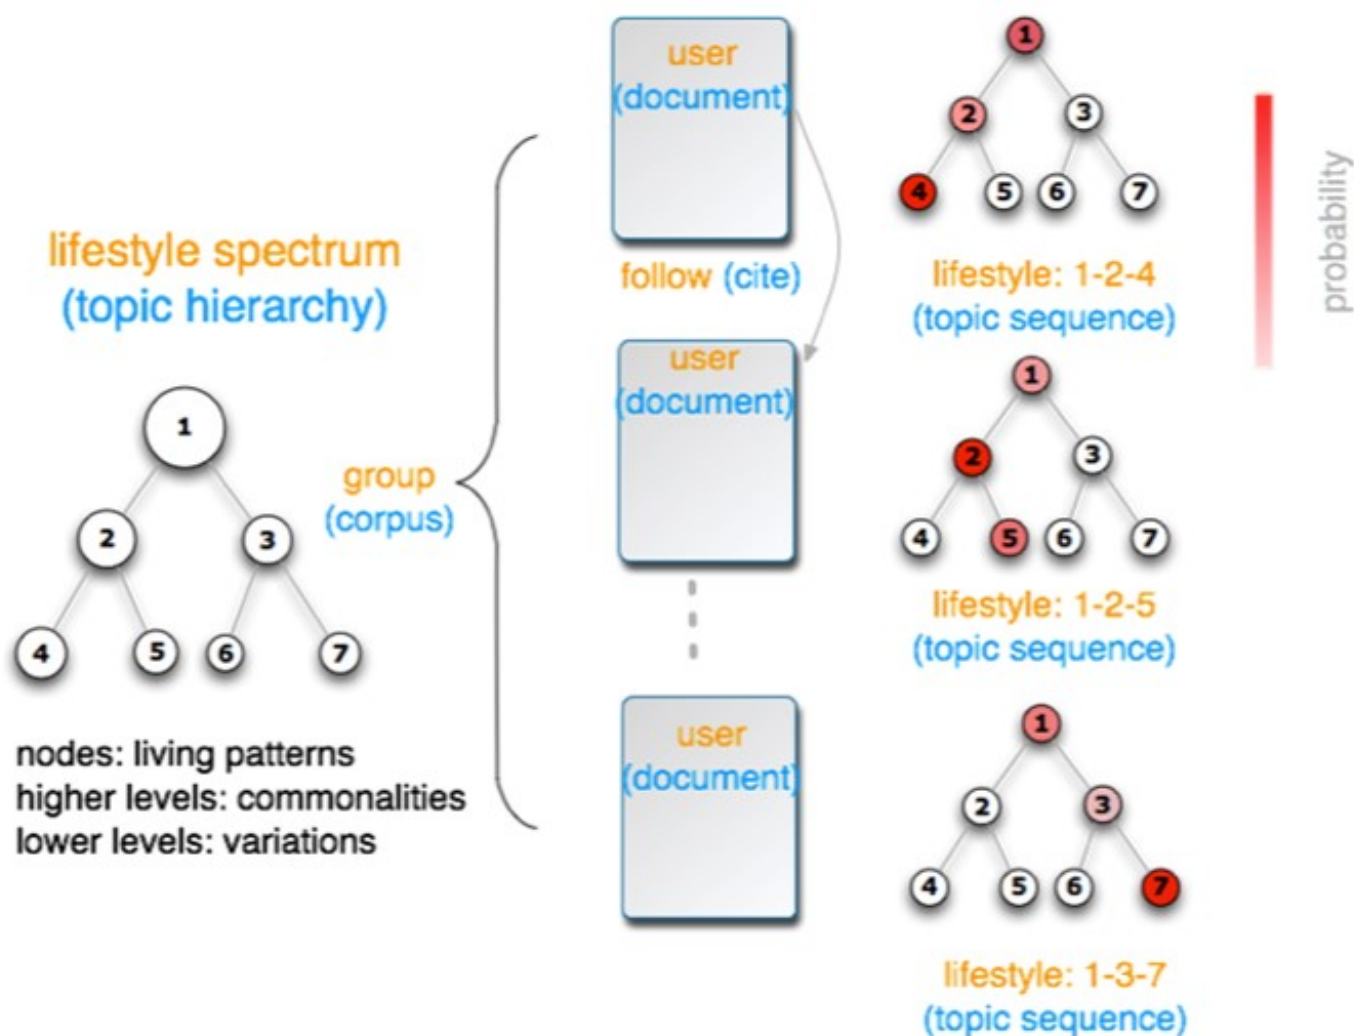 lifestyle spectrum
(topic hierarchy)
1
2
3
4
5
6
7
nodes: living patterns
higher levels: commonalities
lower levels: variations
group
(corpus)
user
(document)
follow (cite)
user
(document)
user
(document)
1
2
3
4
5
6
7
lifestyle: 1-2-4
(topic sequence)
1
2
3
4
5
6
7
lifestyle: 1-2-5
(topic sequence)
1
2
3
4
5
6
7
lifestyle: 1-3-7
(topic sequence)
probability